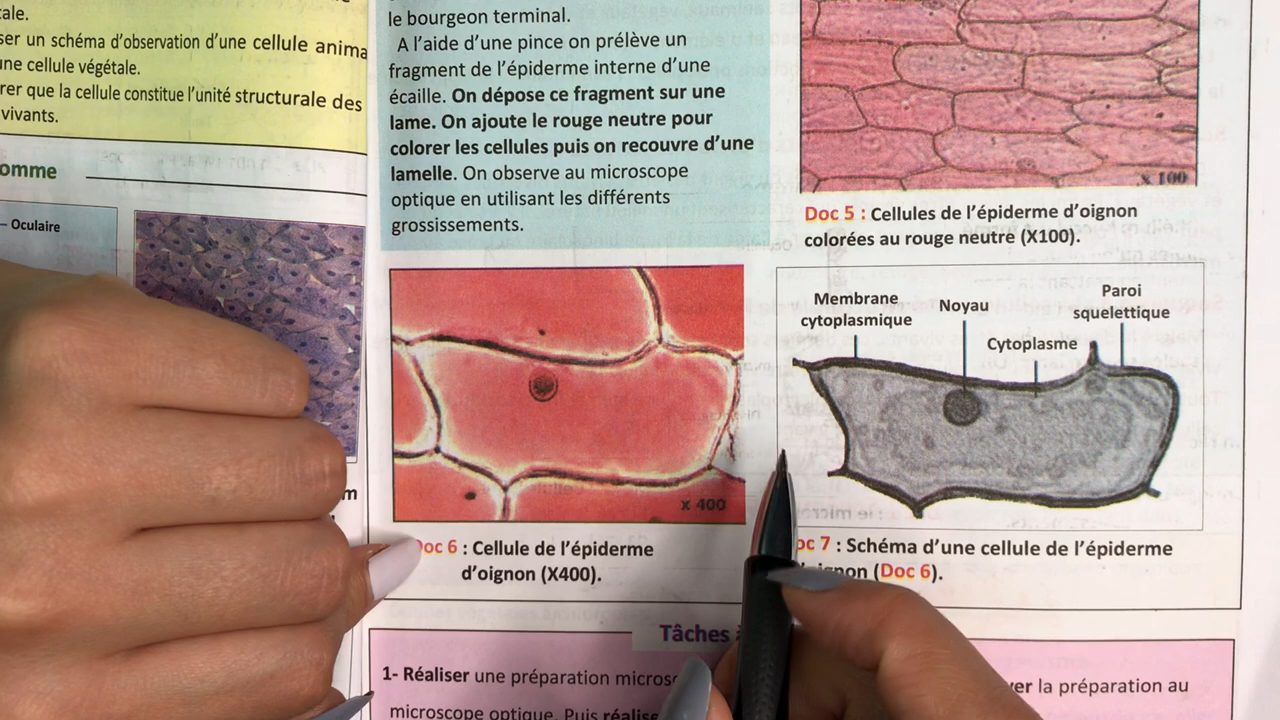 cale.
ser un schéma d'observation d'une cellule anima
une cellule végétale.
rer que la cellule constitue l'unité structurale des
vivants.
omme
Oculaire
m
le bourgeon terminal.
A l'aide d'une pince on prélève un
fragment de l'épiderme interne d'une
écaille. On dépose ce fragment sur une
lame. On ajoute le rouge neutre pour
colorer les cellules puis on recouvre d'une
lamelle. On observe au microscope
optique en utilisant les différents
grossissements.
x 100
Doc 5 : Cellules de l'épiderme d'oignon
colorées au rouge neutre (X100).
x 400
Doc 6 : Cellule de l'épiderme
d'oignon (X400).
Membrane
cytoplasmique
Noyau
Cytoplasme
Paroi
squelettique
oc 7 : Schéma d'une cellule de l'épiderme
oignon (Doc 6).
Tâches
1- Réaliser une préparation micros
ver la préparation au
microscope optique. Puis réalise